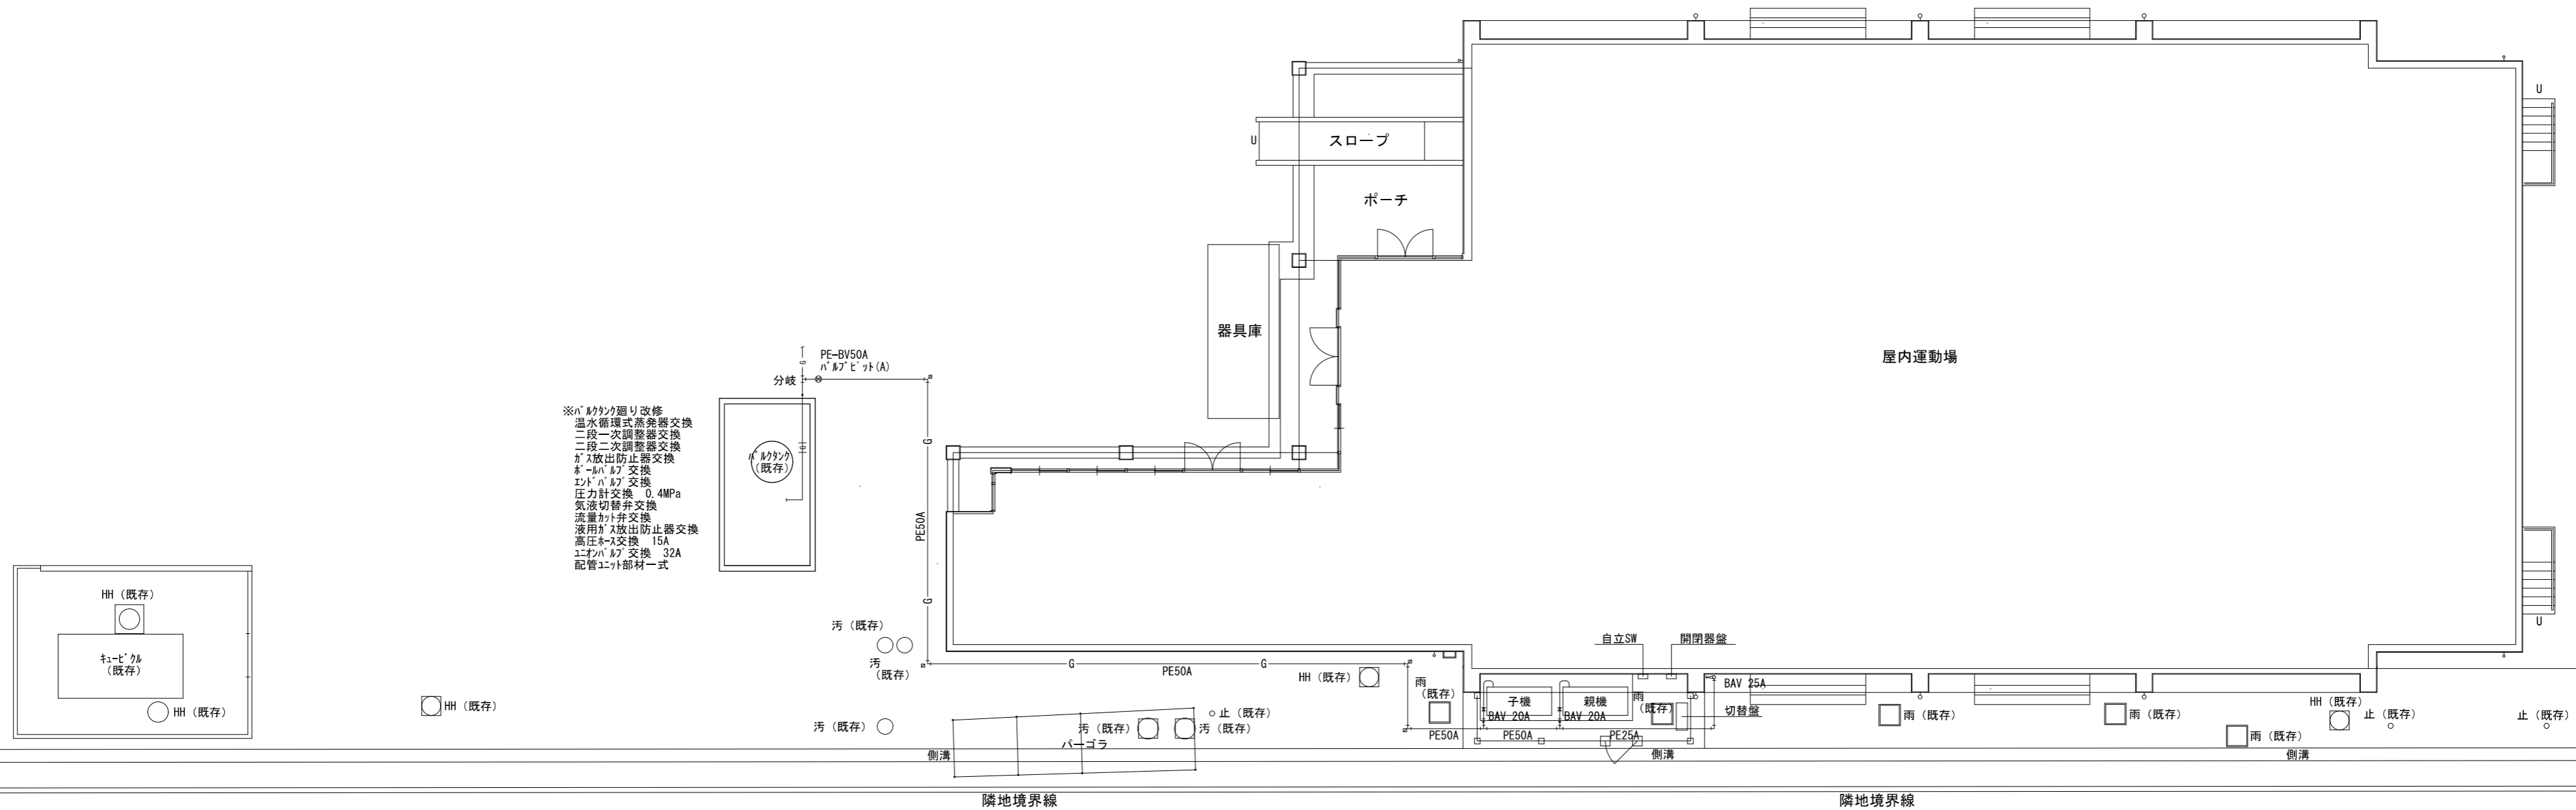 U
スロープ
U
ポーチ
器具庫
屋内運動場
PE-BV50A
バルブピット(A)
分岐
G
G
※バルクタンク廻り改修
温水循環式蒸発器交換
二段一次調整器交換
二段二次調整器交換
ガス放出防止器交換
ボールバルブ交換
エンドバルブ交換
圧力計交換　0.4MPa
気液切替弁交換
流量カット弁交換
液用ガス放出防止器交換
高圧ホース交換　15A
ユニオンバルブ交換　32A
配管ユニット部材一式
バルクタンク
(既存)
G
PE50A
G
HH (既存)
キュービクル
(既存)
HH (既存)
HH (既存)
汚 (既存)
汚
(既存)
汚 (既存)
G
PE50A
G
HH (既存)
止 (既存)
汚 (既存)
汚 (既存)
パーゴラ
自立SW
開閉器盤
U
雨
(既存)
子機
親機
雨
(既存)
BAV 25A
切替盤
BAV 20A
BAV 20A
PE50A
PE50A
PE25A
雨 (既存)
雨 (既存)
雨 (既存)
HH (既存)
止 (既存)
止 (既存)
側溝
側溝
側溝
隣地境界線
隣地境界線